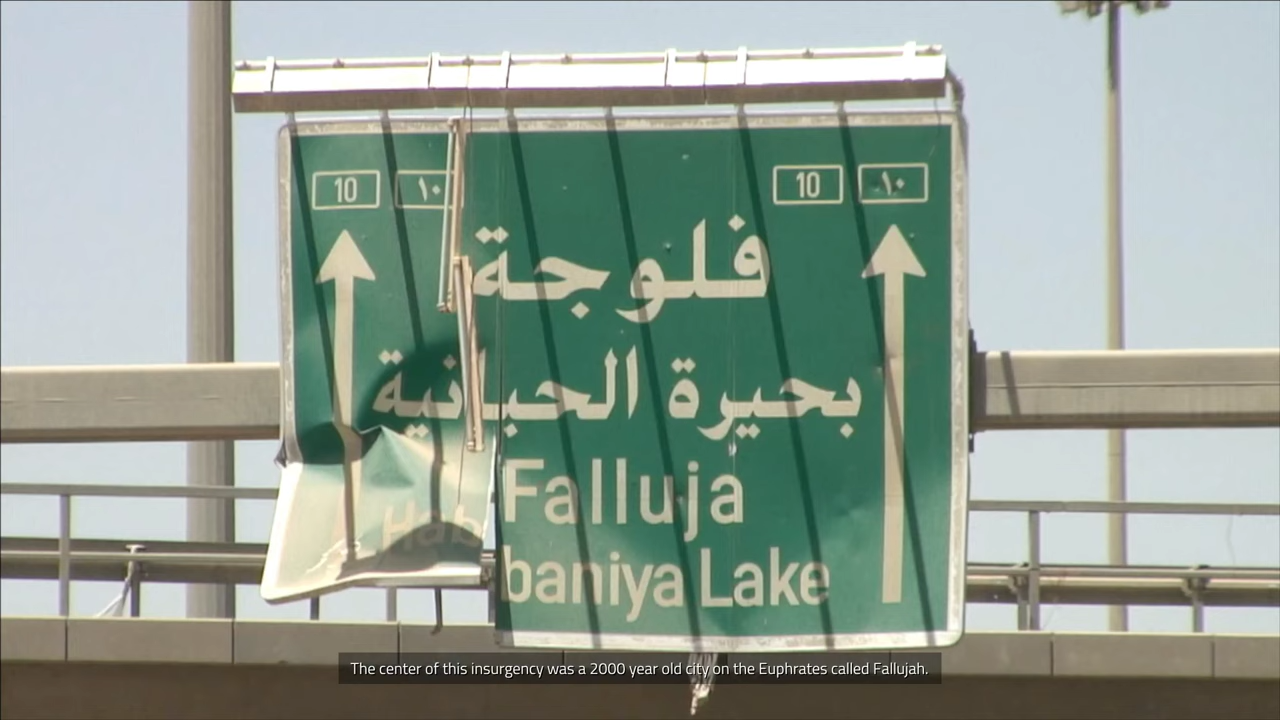 10 ١٠ 10 ١٠
فلوجة
بحيرة الحبانية
Falluja
Habbaniya Lake
The center of this insurgency was a 2000 year old city on the Euphrates called Fallujah.